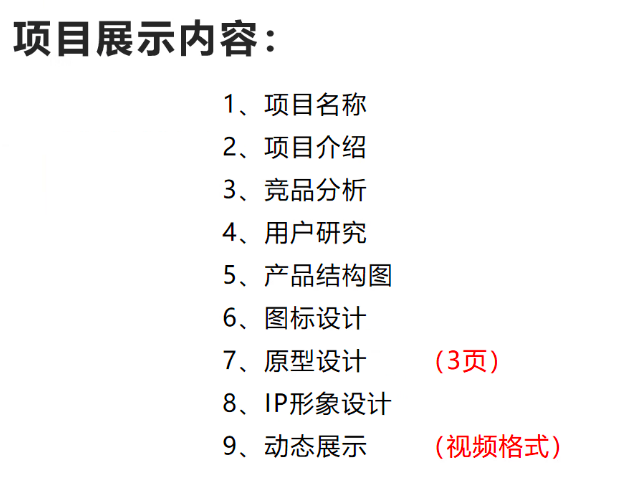 项目展示内容：
1、项目名称
2、项目介绍
3、竞品分析
4、用户研究
5、产品结构图
6、图标设计
7、原型设计 （3页）
8、IP形象设计
9、动态展示 （视频格式）